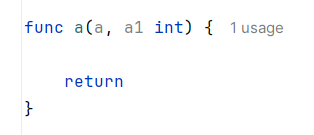 func a(a, a1 int) { 1 usage
return
}